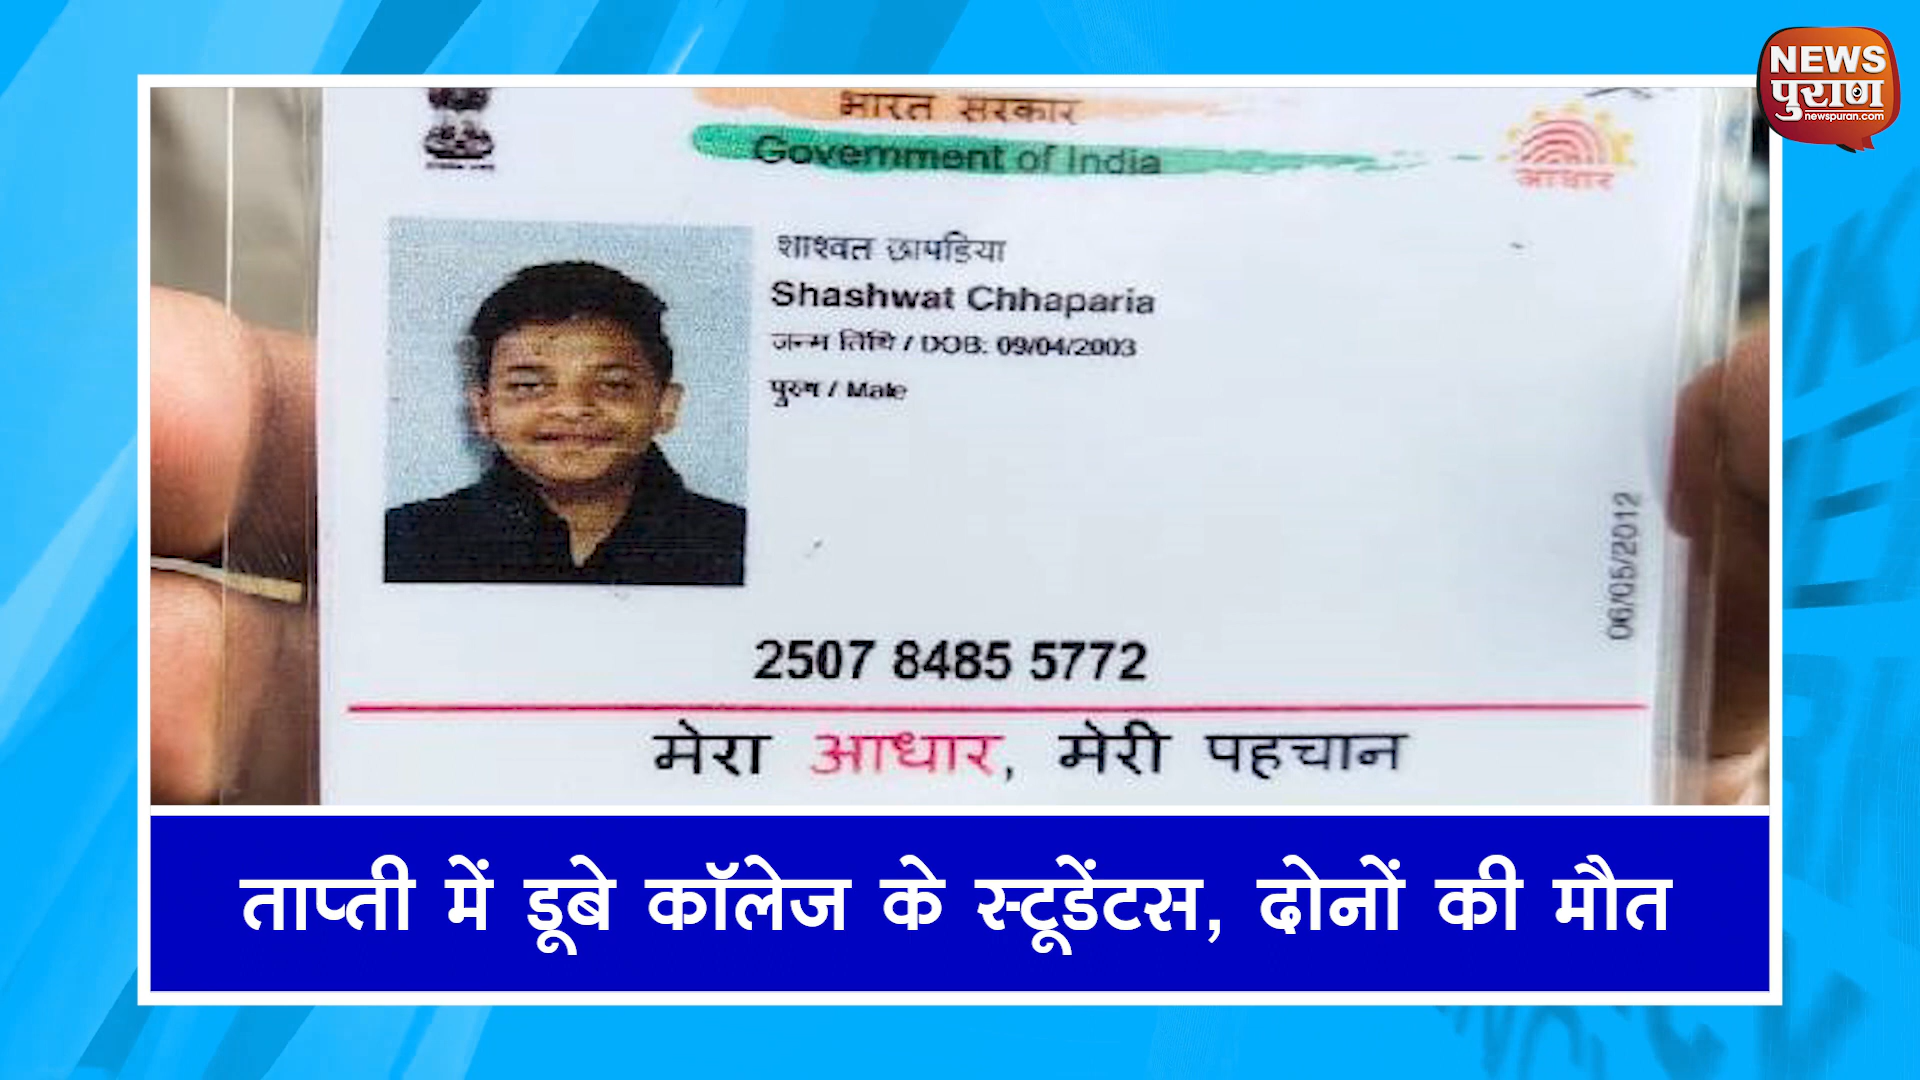 NEWS
पुराण
newspuran.com
भारत सरकार
Government of India
आधार
शाश्वत छापडिया
Shashwat Chhaparia
जन्म तिथि / DOB: 09/04/2003
पुरुष / Male
06/05/2012
2507 8485 5772
मेरा आधार, मेरी पहचान
ताप्ती में डूबे कॉलेज के स्टूडेंटस, दोनों की मौत